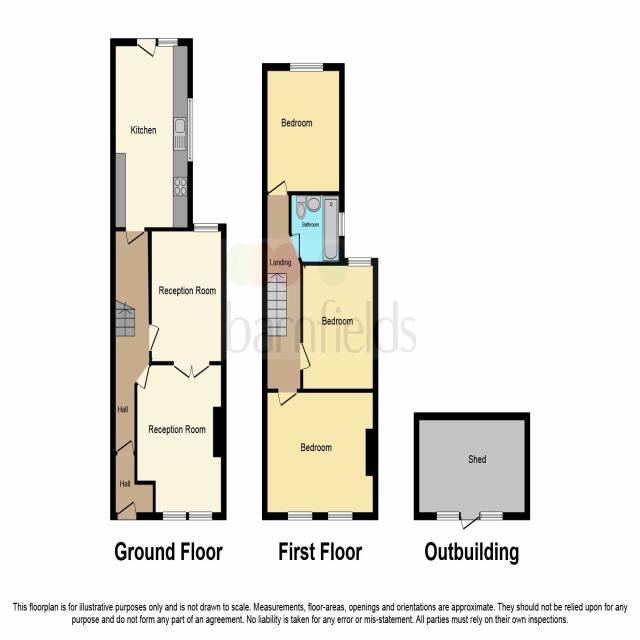 Kitchen
Bedroom
Bathroom
Landing
Reception Room
Bedroom
barnfields
Hall
Reception Room
Bedroom
Shed
Hall
Ground Floor
First Floor
Outbuilding
This floorplan is for illustrative purposes only and is not drawn to scale. Measurements, floor-areas, openings and orientations are approximate. They should not be relied upon for any
purpose and do not form any part of an agreement. No liability is taken for any error or mis-statement. All parties must rely on their own inspections.